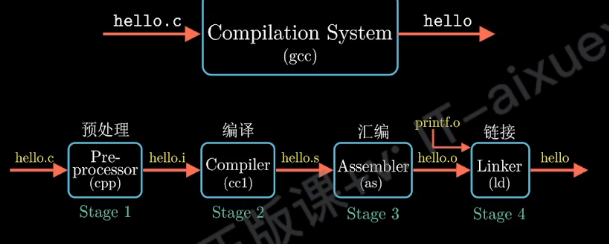 hello.c
Compilation System
(gcc)
hello
预处理
编译
汇编
printf.o
链接
hello.c
Pre-
processor
(cpp)
hello.i
Compiler
(cc1)
hello.s
Assembler
(as)
hello.o
Linker
(ld)
hello
Stage 1
Stage 2
Stage 3
Stage 4